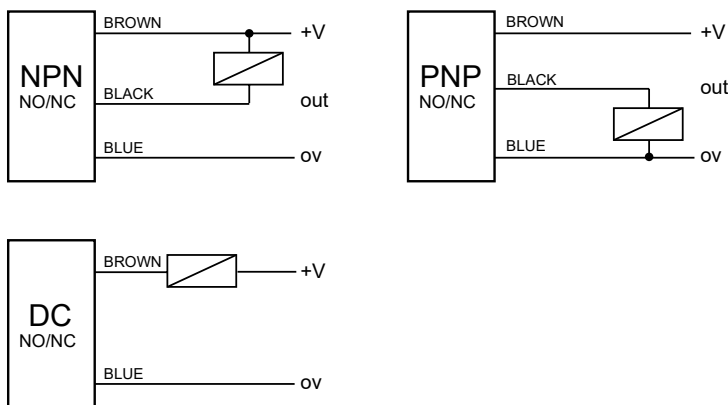 BROWN +V
NPN
NO/NC
BLACK out
BLUE ov
BROWN +V
PNP
NO/NC
BLACK out
BLUE ov
BROWN +V
DC
NO/NC
BLUE ov